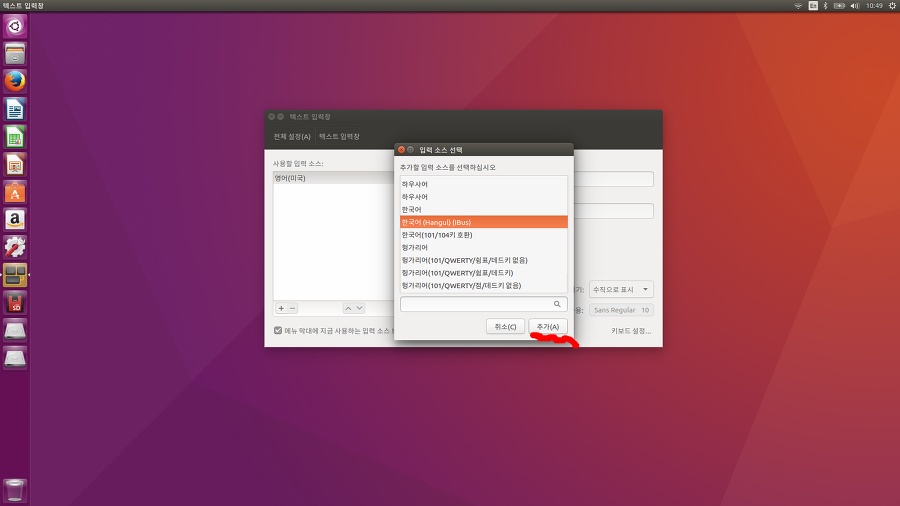 텍스트 입력창
En
10:49
텍스트 입력창
전체 설정(A) 텍스트 입력창
사용할 입력 소스:
영어(미국)
입력 소스 선택
추가할 입력 소스를 선택하십시오
하우사어
하우사어
한국어
한국어 (Hangul) (IBus)
한국어(101/104키 호환)
헝가리어
헝가리어(101/QWERTY/쉼표/데드키 없음)
헝가리어(101/QWERTY/쉼표/데드키)
헝가리어(101/QWERTY/점/데드키 없음)
취소(C) 추가(A)
수직으로 표시
Sans Regular 10
메뉴 막대에 지금 사용하는 입력 소스
키보드 설정...
SD